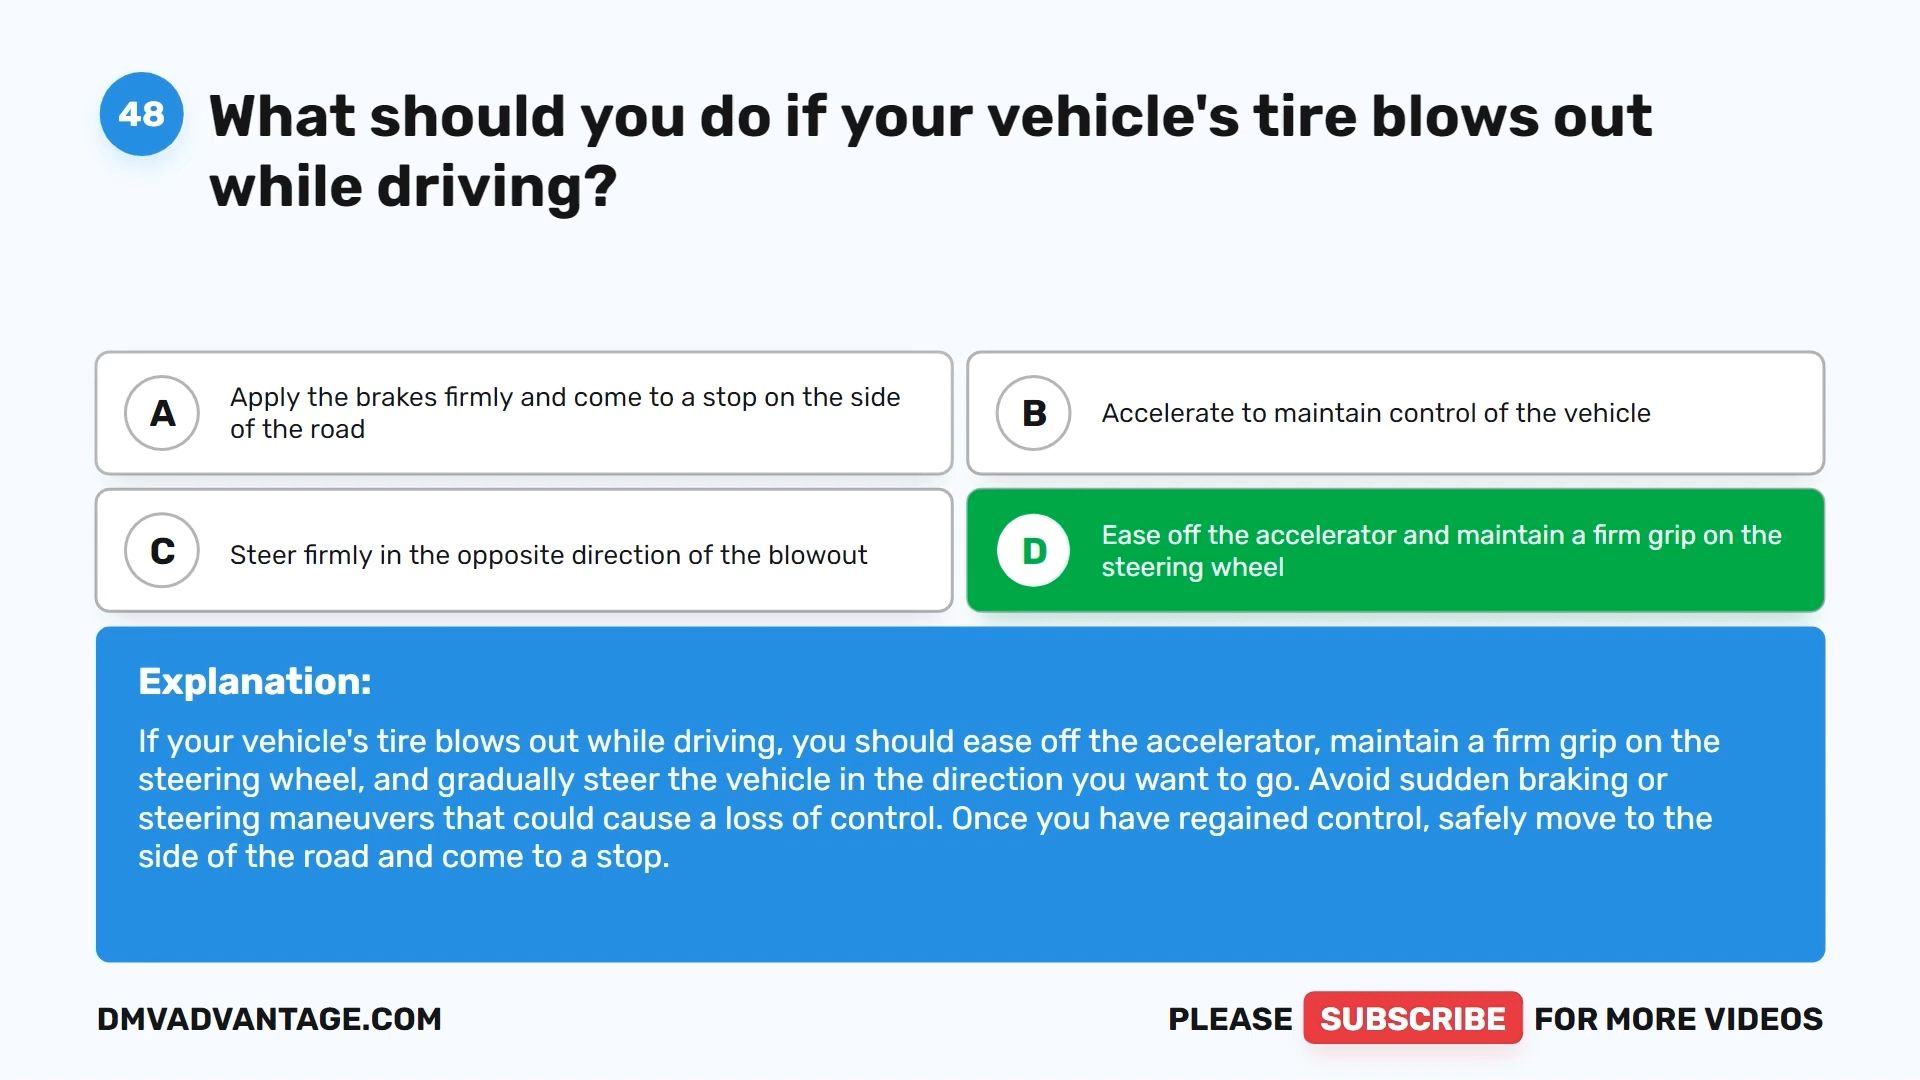 48
What should you do if your vehicle's tire blows out
while driving?
A
Apply the brakes firmly and come to a stop on the side
of the road
B
Accelerate to maintain control of the vehicle
C
Steer firmly in the opposite direction of the blowout
D
Ease off the accelerator and maintain a firm grip on the
steering wheel
Explanation:
If your vehicle's tire blows out while driving, you should ease off the accelerator, maintain a firm grip on the
steering wheel, and gradually steer the vehicle in the direction you want to go. Avoid sudden braking or
steering maneuvers that could cause a loss of control. Once you have regained control, safely move to the
side of the road and come to a stop.
DMVADVANTAGE.COM
PLEASE SUBSCRIBE FOR MORE VIDEOS